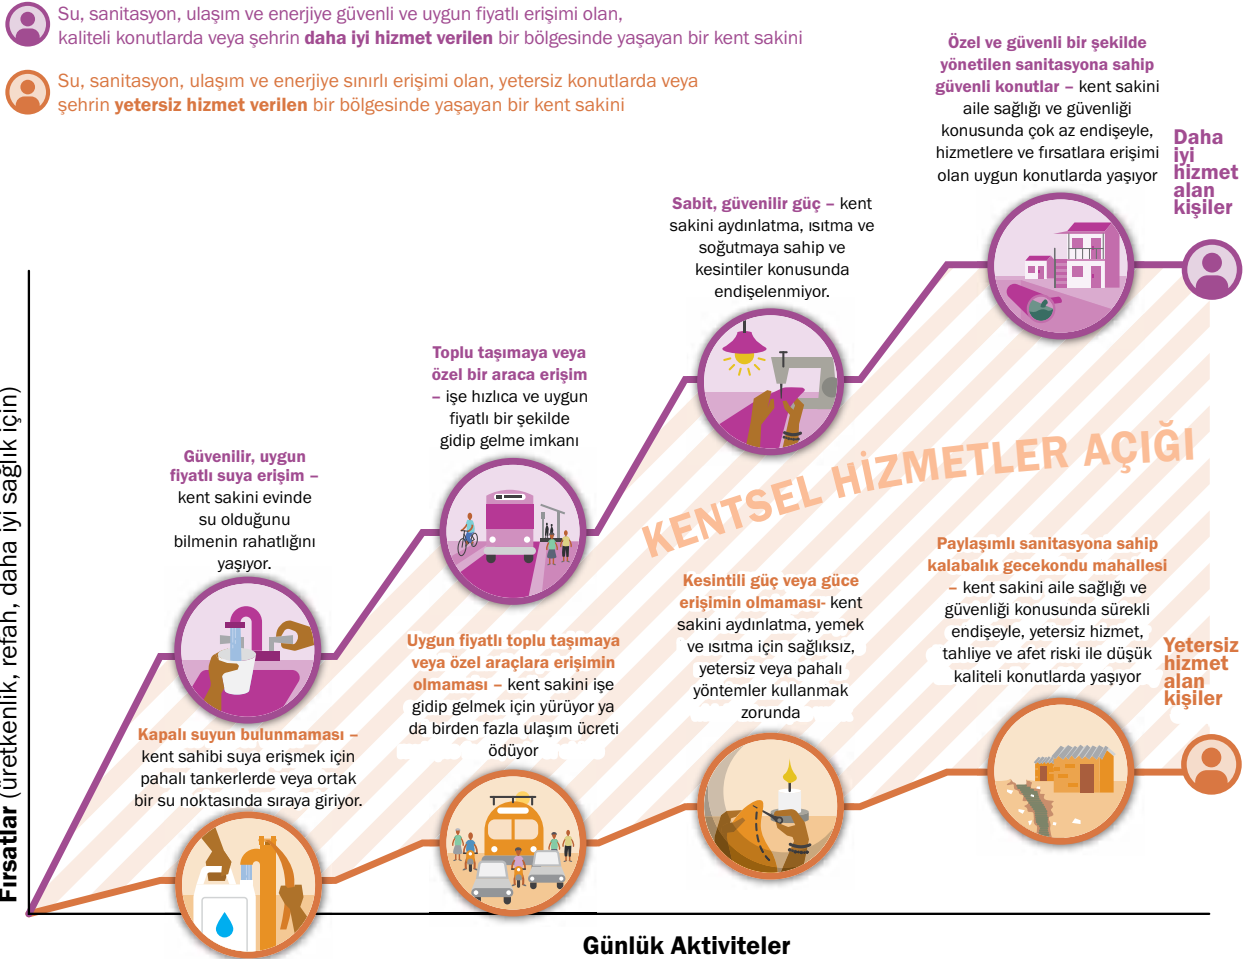 Su, sanitasyon, ulaşım ve enerjiye güvenli ve uygun fiyatlı erişimi olan,
kaliteli konutlarda veya şehrin daha iyi hizmet verilen bir bölgesinde yaşayan bir kent sakini
Su, sanitasyon, ulaşım ve enerjiye sınırlı erişimi olan, yetersiz konutlarda veya
şehrin yetersiz hizmet verilen bir bölgesinde yaşayan bir kent sakini
Özel ve güvenli bir şekilde
yönetilen sanitasyona sahip
güvenli konutlar – kent sakini
aile sağlığı ve güvenliği
konusunda çok az endişeyle,
hizmetlere ve fırsatlara erişimi
olan uygun konutlarda yaşıyor
Daha
iyi
hizmet
alan
kişiler
Sabit, güvenilir güç – kent
sakini aydınlatma, ısıtma ve
soğutmaya sahip ve
kesintiler konusunda
endişelenmiyor.
Toplu taşımaya veya
özel bir araca erişim
– işe hızlıca ve uygun
fiyatlı bir şekilde
gidip gelme imkanı
Güvenilir, uygun
fiyatlı suya erişim –
kent sakini evinde
su olduğunu
bilmenin rahatlığını
yaşıyor.
KENTSEL HİZMETLER AÇIĞI
Kapalı suyun bulunmaması –
kent sahibi suya erişmek için
pahalı tankerlerde veya ortak
bir su noktasında sıraya giriyor.
Uygun fiyatlı toplu taşımaya
veya özel araçlara erişimin
olmaması – kent sakini işe
gidip gelmek için yürüyor ya
da birden fazla ulaşım ücreti
ödüyor
Kesintili güç veya güce
erişimin olmaması- kent
sakini aydınlatma, yemek
ve ısıtma için sağlıksız,
yetersiz veya pahalı
yöntemler kullanmak
zorunda
Paylaşımlı sanitasyona sahip
kalabalık gecekondu mahallesi
– kent sakini aile sağlığı ve
güvenliği konusunda sürekli
endişeyle, yetersiz hizmet,
tahliye ve afet riski ile düşük
kaliteli konutlarda yaşıyor
Yetersiz
hizmet
alan
kişiler
Fırsatlar (üretkenlik, refah, daha iyi sağlık için)
Günlük Aktiviteler